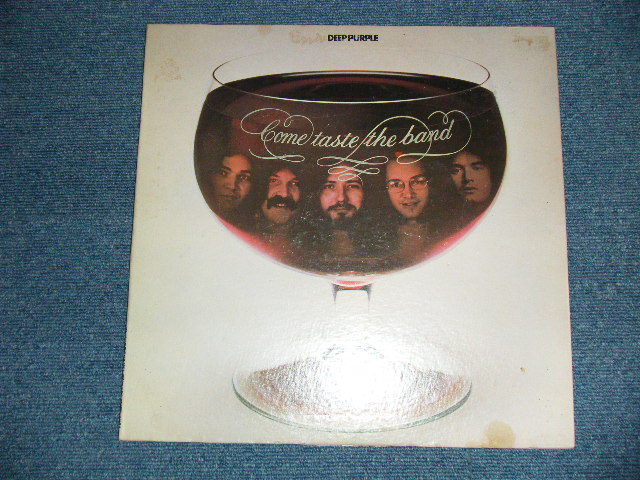 DEEP PURPLE
Come taste the band